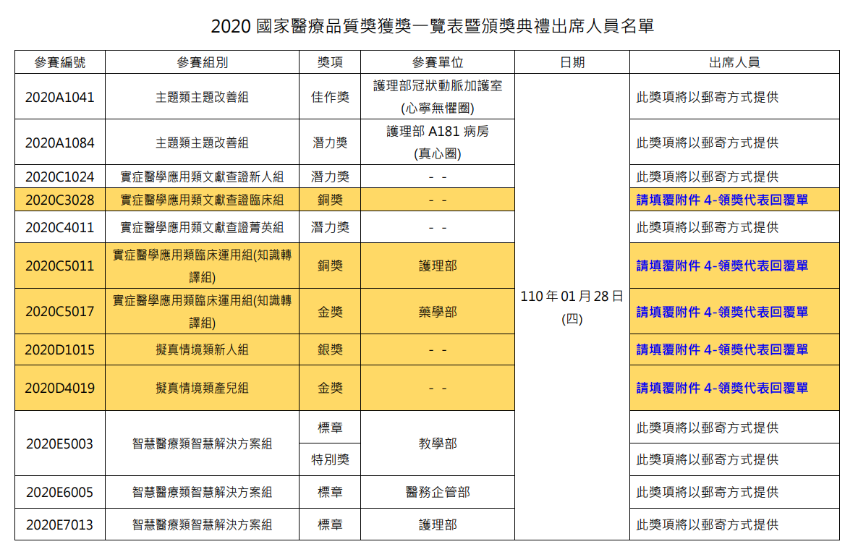 2020 國家醫療品質獎獲獎一覽表暨頒獎典禮出席人員名單
參賽編號 參賽組別 獎項 參賽單位 日期 出席人員
2020A1041 主題類主題改善組 佳作獎 護理部冠狀動脈加護室
(心寧無懼圈) 此獎項將以郵寄方式提供
2020A1084 主題類主題改善組 潛力獎 護理部 A181 病房
(真心圈) 此獎項將以郵寄方式提供
2020C1024 實症醫學應用類文獻查證新人組 潛力獎 - - 此獎項將以郵寄方式提供
2020C3028 實症醫學應用類文獻查證臨床組 銅獎 - - 請填覆附件 4-領獎代表回覆單
2020C4011 實症醫學應用類文獻查證菁英組 潛力獎 - - 此獎項將以郵寄方式提供
2020C5011 實症醫學應用類臨床運用組(知識轉
譯組) 銅獎 護理部 請填覆附件 4-領獎代表回覆單
110 年 01 月 28 日
(四)
2020C5017 實症醫學應用類臨床運用組(知識轉
譯組) 金獎 藥學部 請填覆附件 4-領獎代表回覆單
2020D1015 擬真情境類新人組 銀獎 - - 請填覆附件 4-領獎代表回覆單
2020D4019 擬真情境類產兒組 金獎 - - 請填覆附件 4-領獎代表回覆單
2020E5003 智慧醫療類智慧解決方案組 標章 教學部 此獎項將以郵寄方式提供
特別獎 此獎項將以郵寄方式提供
2020E6005 智慧醫療類智慧解決方案組 標章 醫務企管部 此獎項將以郵寄方式提供
2020E7013 智慧醫療類智慧解決方案組 標章 護理部 此獎項將以郵寄方式提供